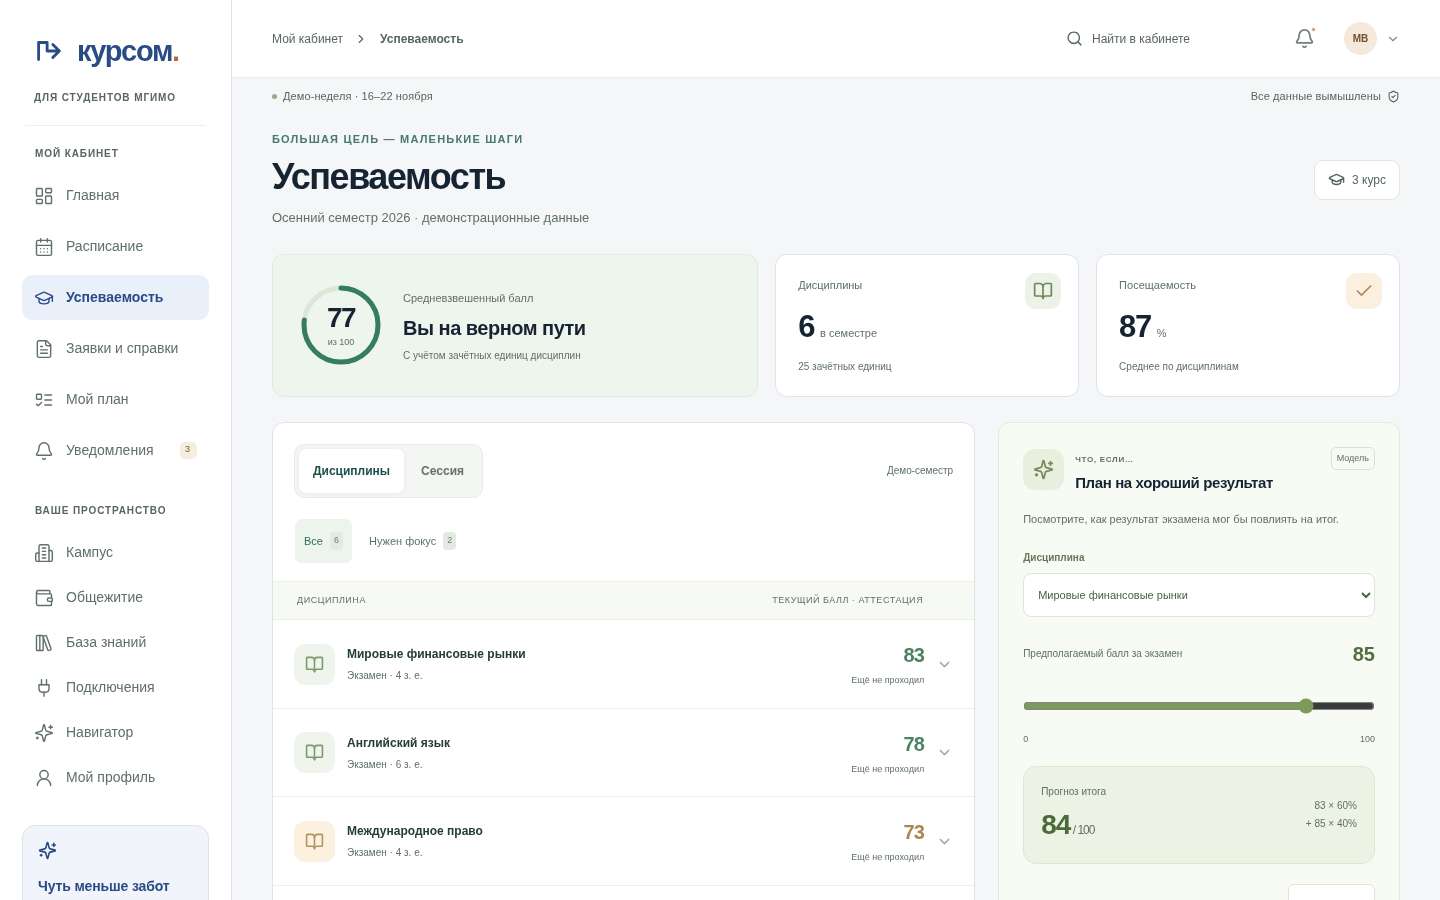 курсом.
ДЛЯ СТУДЕНТОВ МГИМО
МОЙ КАБИНЕТ
Главная
Расписание
Успеваемость
Заявки и справки
Мой план
Уведомления 3
ВАШЕ ПРОСТРАНСТВО
Кампус
Общежитие
База знаний
Подключения
Навигатор
Мой профиль
Чуть меньше забот
Мой кабинет Успеваемость
Найти в кабинете
МВ
Демо-неделя · 16–22 ноября
Все данные вымышлены
БОЛЬШАЯ ЦЕЛЬ — МАЛЕНЬКИЕ ШАГИ
Успеваемость
Осенний семестр 2026 · демонстрационные данные
3 курс
77
из 100
Средневзвешенный балл
Вы на верном пути
С учётом зачётных единиц дисциплин
Дисциплины
6 в семестре
25 зачётных единиц
Посещаемость
87 %
Среднее по дисциплинам
Дисциплины Сессия
Демо-семестр
Все 6 Нужен фокус 2
ДИСЦИПЛИНА ТЕКУЩИЙ БАЛЛ · АТТЕСТАЦИЯ
Мировые финансовые рынки
Экзамен · 4 з. е.
83
Ещё не проходил
Английский язык
Экзамен · 6 з. е.
78
Ещё не проходил
Международное право
Экзамен · 4 з. е.
73
Ещё не проходил
ЧТО, ЕСЛИ…
План на хороший результат
Модель
Посмотрите, как результат экзамена мог бы повлиять на итог.
Дисциплина
Мировые финансовые рынки
Предполагаемый балл за экзамен 85
0 100
Прогноз итога
84 / 100
83 × 60%
+ 85 × 40%